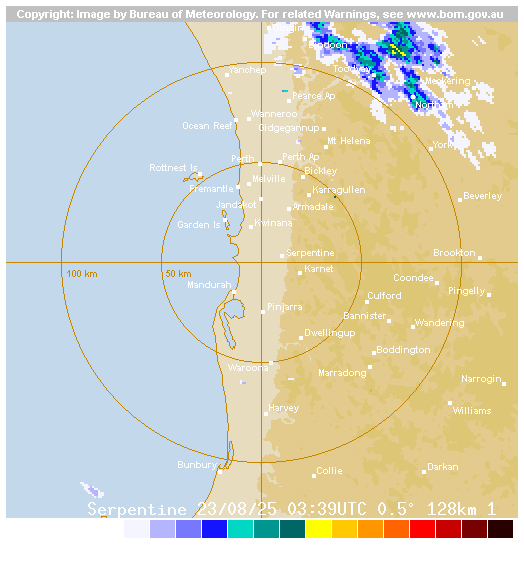 Copyright: Image by Bureau of Meteorology. For related Warnings, see www.bom.gov.au
Bindoon
Toodyay
Yanchep
Meckering
Pearce Ap
Northam
Wanneroo
Ocean Reef
Gidgegannup
Mt Helena
York
Perth
Perth Ap
Rottnest Is
Bickley
Melville
Fremantle
Karragullen
Beverley
Jandakot
Armadale
Garden Is
Kwinana
Serpentine
Brookton
100 km
50 km
Karnet
Coondee
Mandurah
Culford
Pingelly
Pinjarra
Bannister
Wandering
Dwellingup
Boddington
Waroona
Marradong
Narrogin
Harvey
Williams
Bunbury
Collie
Darkan
Serpentine 23/08/25 03:39UTC 0.5° 128km 1